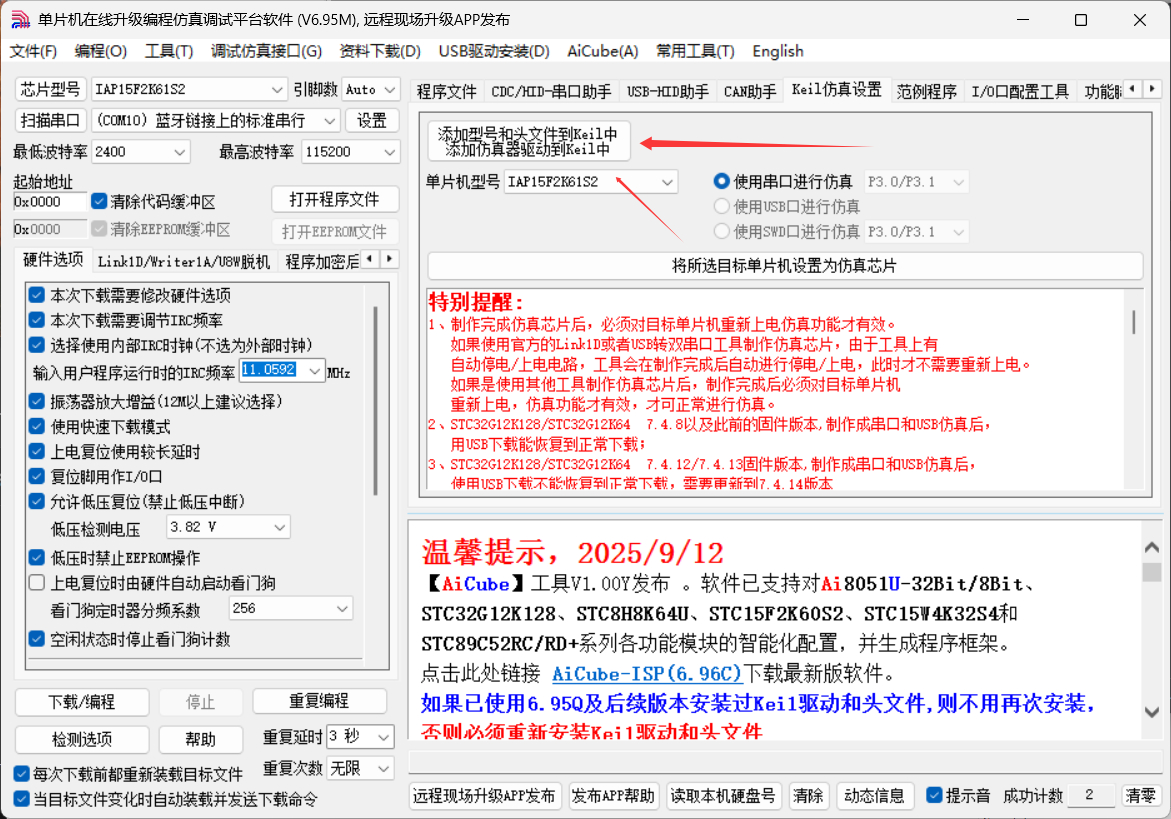 单片机在线升级编程仿真调试平台软件 (V6.95M), 远程现场升级APP发布
文件(F) 编程(O) 工具(T) 调试仿真接口(G) 资料下载(D) USB驱动安装(D) AiCube(A) 常用工具(T) English
芯片型号 IAP15F2K61S2 引脚数 Auto
扫描串口 (COM10) 蓝牙链接上的标准串行 设置
最低波特率 2400 最高波特率 115200
起始地址
0x0000 清除代码缓冲区 打开程序文件
0x0000 清除EEPROM缓冲区 打开EEPROM文件
硬件选项 Link1D/Writer1A/U8W脱机 程序加密后
本次下载需要修改硬件选项
本次下载需要调节IRC频率
选择使用内部IRC时钟(不选为外部时钟)
输入用户程序运行时的IRC频率 11.0592 MHz
振荡器放大增益(12M以上建议选择)
使用快速下载模式
上电复位使用较长延时
复位脚用作I/O口
允许低压复位(禁止低压中断)
低压检测电压 3.82 V
低压时禁止EEPROM操作
上电复位时由硬件自动启动看门狗
看门狗定时器分频系数 256
空闲状态时停止看门狗计数
下载/编程 停止 重复编程
检测选项 帮助 重复延时 3 秒
每次下载前都重新装载目标文件 重复次数 无限
当目标文件变化时自动装载并发送下载命令
程序文件 CDC/HID-串口助手 USB-HID助手 CAN助手 Keil仿真设置 范例程序 I/O口配置工具
添加型号和头文件到Keil中
添加仿真器驱动到Keil中
单片机型号 IAP15F2K61S2 使用串口进行仿真 P3.0/P3.1
使用USB口进行仿真
使用SWD口进行仿真 P3.0/P3.1
将所选目标单片机设置为仿真芯片
特别提醒:
1、制作完成仿真芯片后，必须对目标单片机重新上电仿真功能才有效。
如果使用官方的Link1D或者USB转双串口工具制作仿真芯片，由于工具上有
自动停电/上电电路，工具会在制作完成后自动进行停电/上电，此时才不需要重新上电。
如果是使用其他工具制作仿真芯片后，制作完成后必须对目标单片机
重新上电，仿真功能才有效，才可正常进行仿真。
2、STC32G12K128/STC32G12K64 7.4.8以及此前的固件版本,制作成串口和USB仿真后，
用USB下载能恢复到正常下载；
3、STC32G12K128/STC32G12K64 7.4.12/7.4.13固件版本,制作成串口和USB仿真后，
使用USB下载不能恢复到正常下载，需要更新到7.4.14版本
温馨提示，2025/9/12
【AiCube】工具V1.00Y发布 。软件已支持对Ai8051U-32Bit/8Bit、
STC32G12K128、STC8H8K64U、STC15F2K60S2、STC15W4K32S4和
STC89C52RC/RD+系列各功能模块的智能化配置，并生成程序框架。
点击此处链接 AiCube-ISP(6.96C)下载最新版软件。
如果已使用6.95Q及后续版本安装过Keil驱动和头文件,则不用再次安装，
否则必须重新安装Keil驱动和头文件
远程现场升级APP发布 发布APP帮助 读取本机硬盘号 清除 动态信息 提示音 成功计数 2 清零